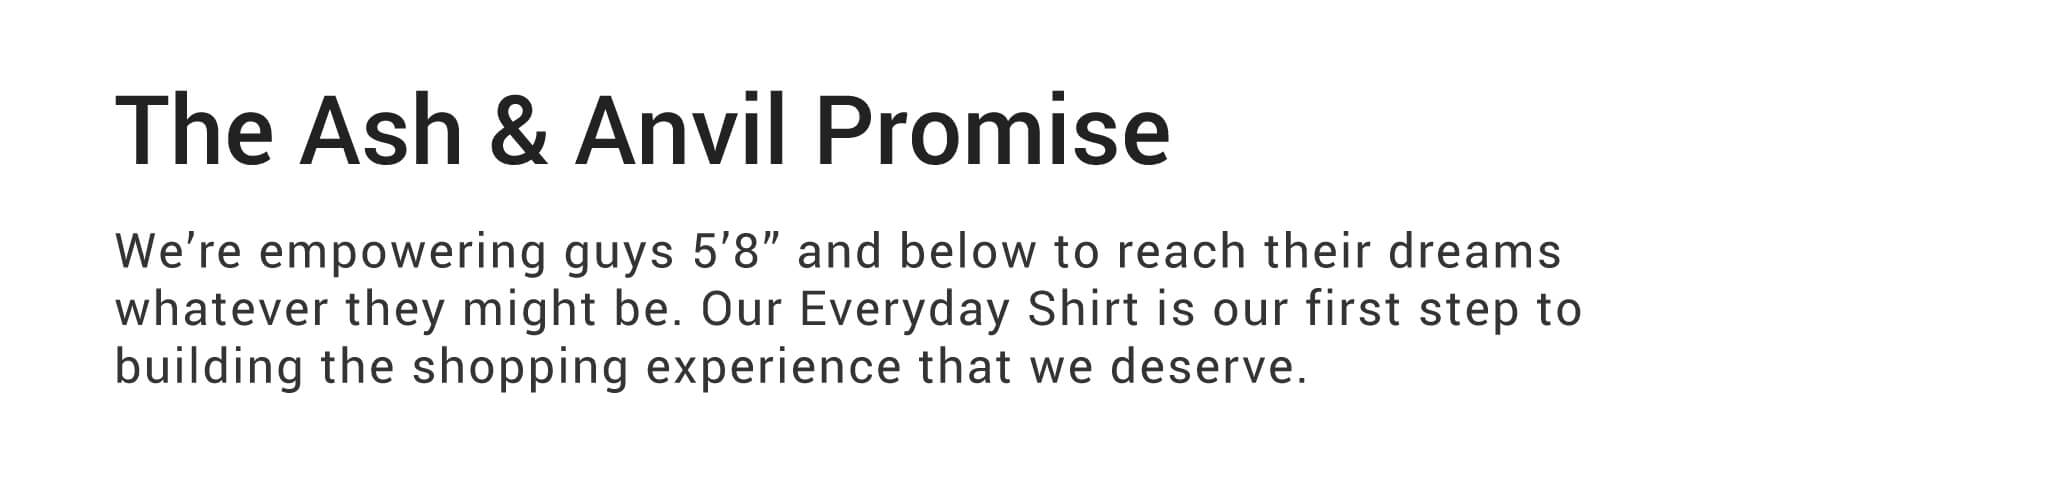 The Ash & Anvil Promise
We’re empowering guys 5’8” and below to reach their dreams
whatever they might be. Our Everyday Shirt is our first step to
building the shopping experience that we deserve.